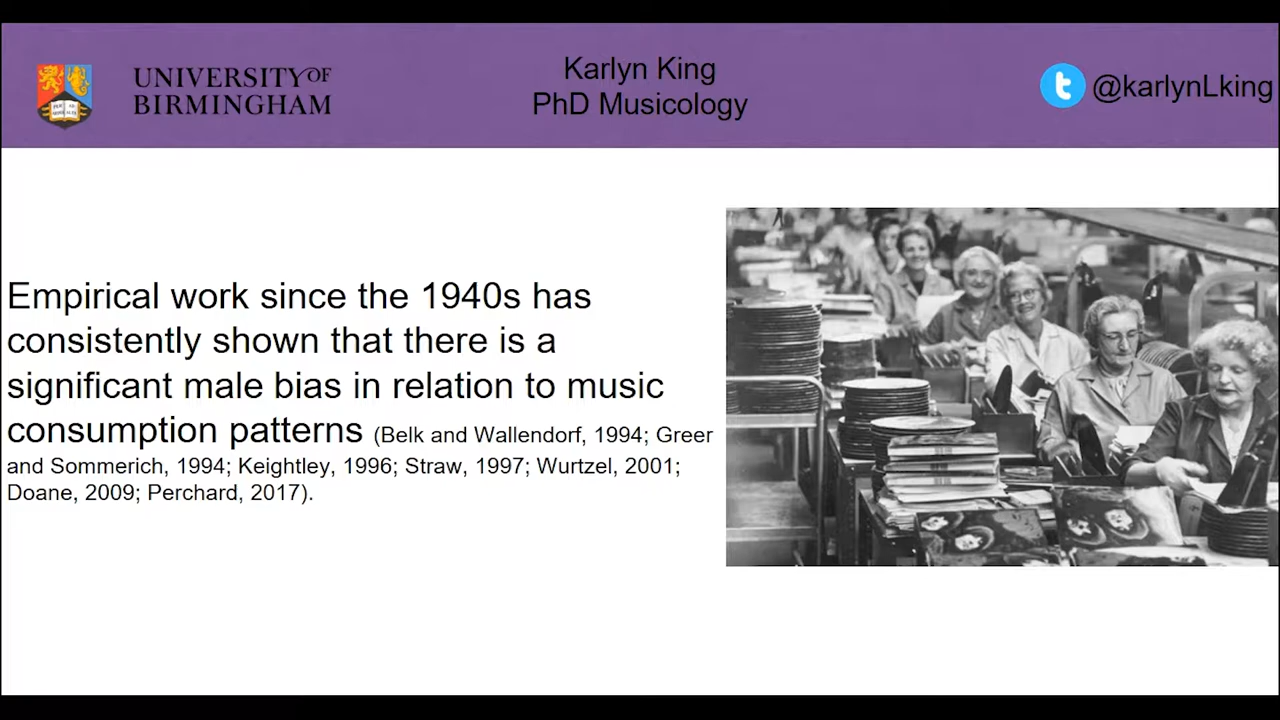 UNIVERSITY OF
BIRMINGHAM
Karlyn King
PhD Musicology
@karlynLking
Empirical work since the 1940s has
consistently shown that there is a
significant male bias in relation to music
consumption patterns (Belk and Wallendorf, 1994; Greer
and Sommerich, 1994; Keightley, 1996; Straw, 1997; Wurtzel, 2001;
Doane, 2009; Perchard, 2017).